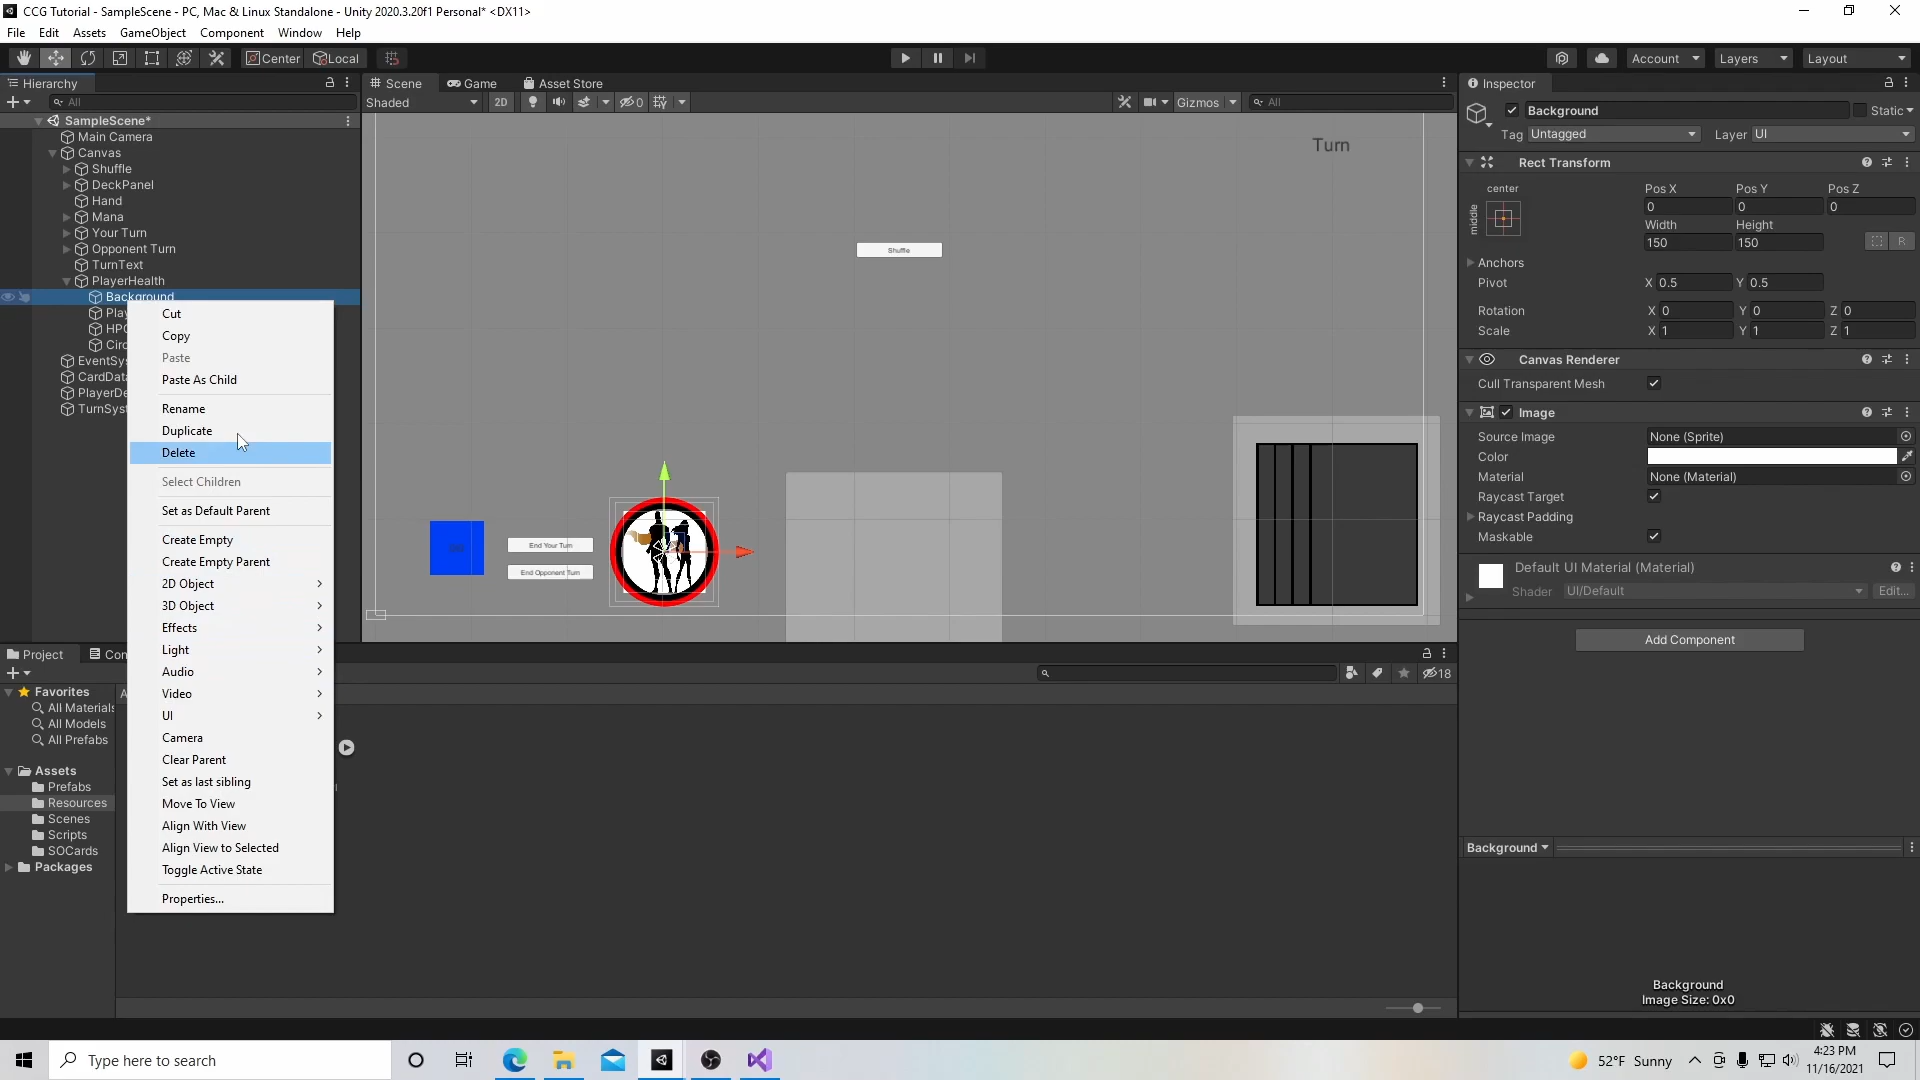 CCG Tutorial - SampleScene - PC, Mac & Linux Standalone - Unity 2020.3.20f1 Personal* <DX11>
File Edit Assets GameObject Component Window Help
Center Local Account Layers Layout
Hierarchy Scene Game Asset Store Inspector
All Shaded 2D 0 Gizmos All
SampleScene*
Main Camera
Canvas
Shuffle
DeckPanel
Hand
Mana
Your Turn
Opponent Turn
TurnText
PlayerHealth
Background
Play
HPC
Circ
EventSys
CardData
PlayerDe
TurnSyst
Cut
Copy
Paste
Paste As Child
Rename
Duplicate
Delete
Select Children
Set as Default Parent
Create Empty
Create Empty Parent
2D Object
3D Object
Effects
Light
Audio
Video
UI
Camera
Clear Parent
Set as last sibling
Move To View
Align With View
Align View to Selected
Toggle Active State
Properties...
Turn
Shuffle
End Your Turn
End Opponent Turn
Background Static
Tag Untagged Layer UI
Rect Transform
center
middle
Pos X Pos Y Pos Z
0 0 0
Width Height
150 150 R
Anchors
Pivot X 0.5 Y 0.5
Rotation X 0 Y 0 Z 0
Scale X 1 Y 1 Z 1
Canvas Renderer
Cull Transparent Mesh
Image
Source Image None (Sprite)
Color
Material None (Material)
Raycast Target
Raycast Padding
Maskable
Default UI Material (Material)
Shader UI/Default Edit...
Add Component
Background
Background
Image Size: 0x0
Project Con
18
Favorites
All Materials
All Models
All Prefabs
Assets
Prefabs
Resources
Scenes
Scripts
SOCards
Packages
Type here to search
52°F Sunny
4:23 PM
11/16/2021